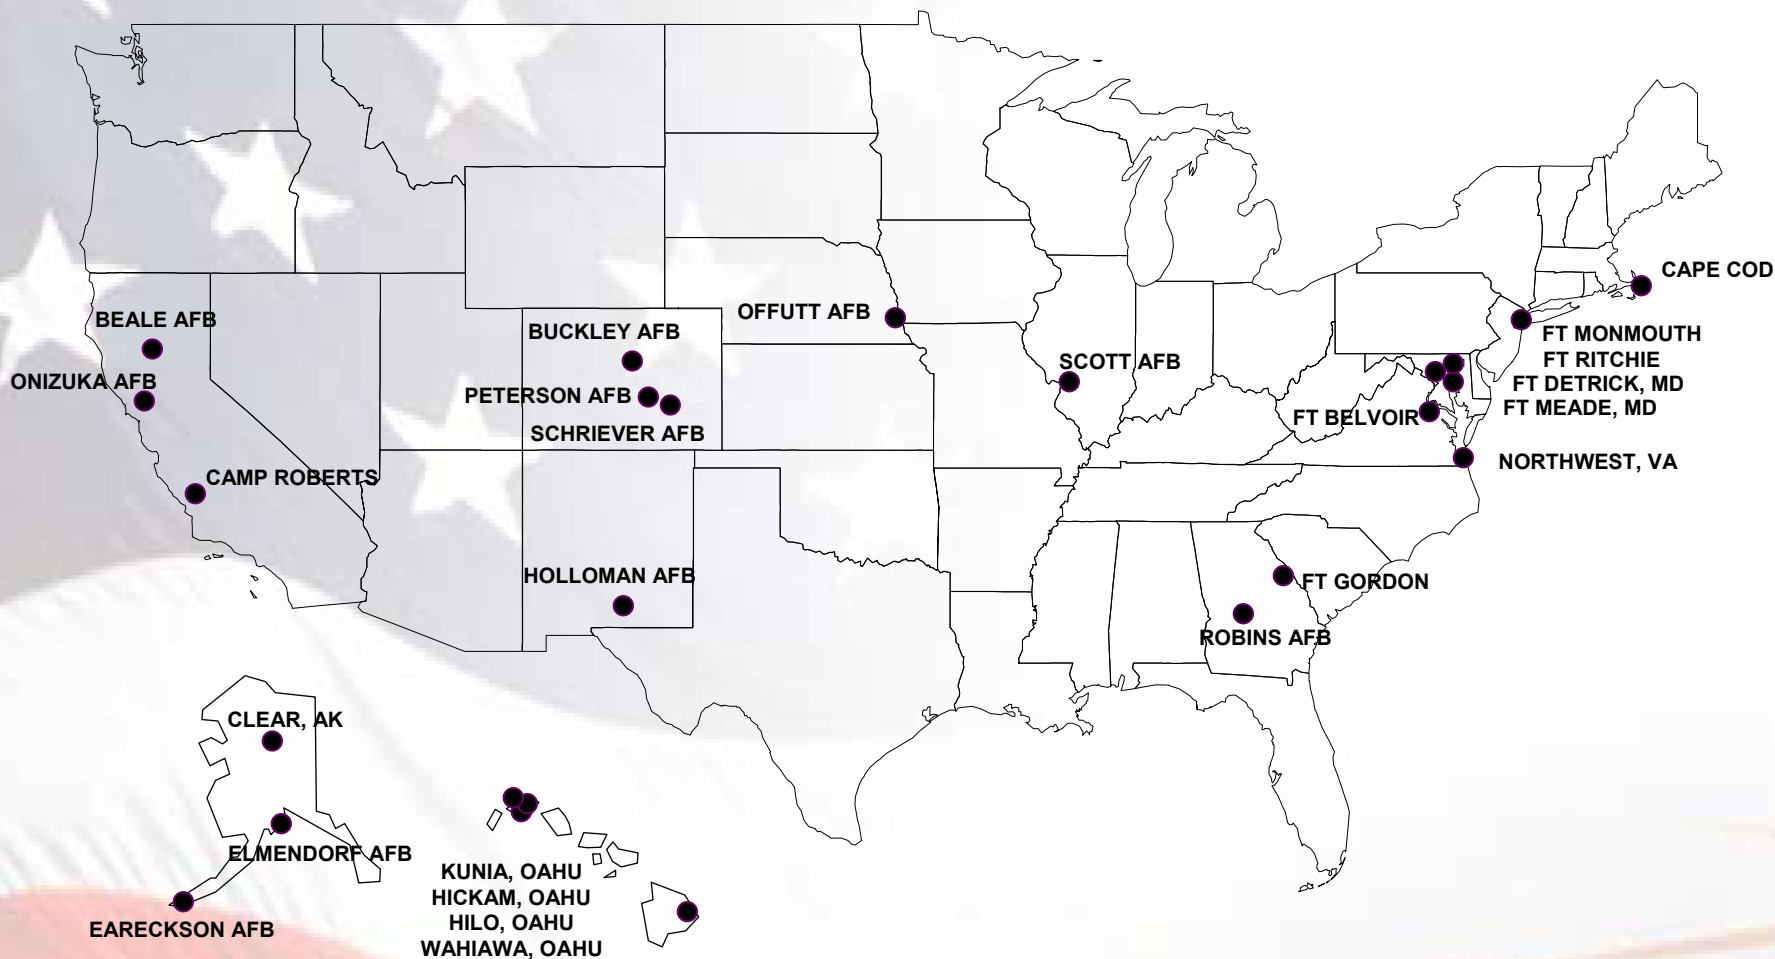 CAPE COD
BEALE AFB
OFFUTT AFB
BUCKLEY AFB
FT MONMOUTH
FT RITCHIE
SCOTT AFB
ONIZUKA AFB
FT DETRICK, MD
PETERSON AFB
FT MEADE, MD
FT BELVOIR
SCHRIEVER AFB
NORTHWEST, VA
CAMP ROBERTS
HOLLOMAN AFB
FT GORDON
ROBINS AFB
CLEAR, AK
ELMENDORF AFB
EARECKSON AFB
KUNIA, OAHU
HICKAM, OAHU
HILO, OAHU
WAHIAWA, OAHU